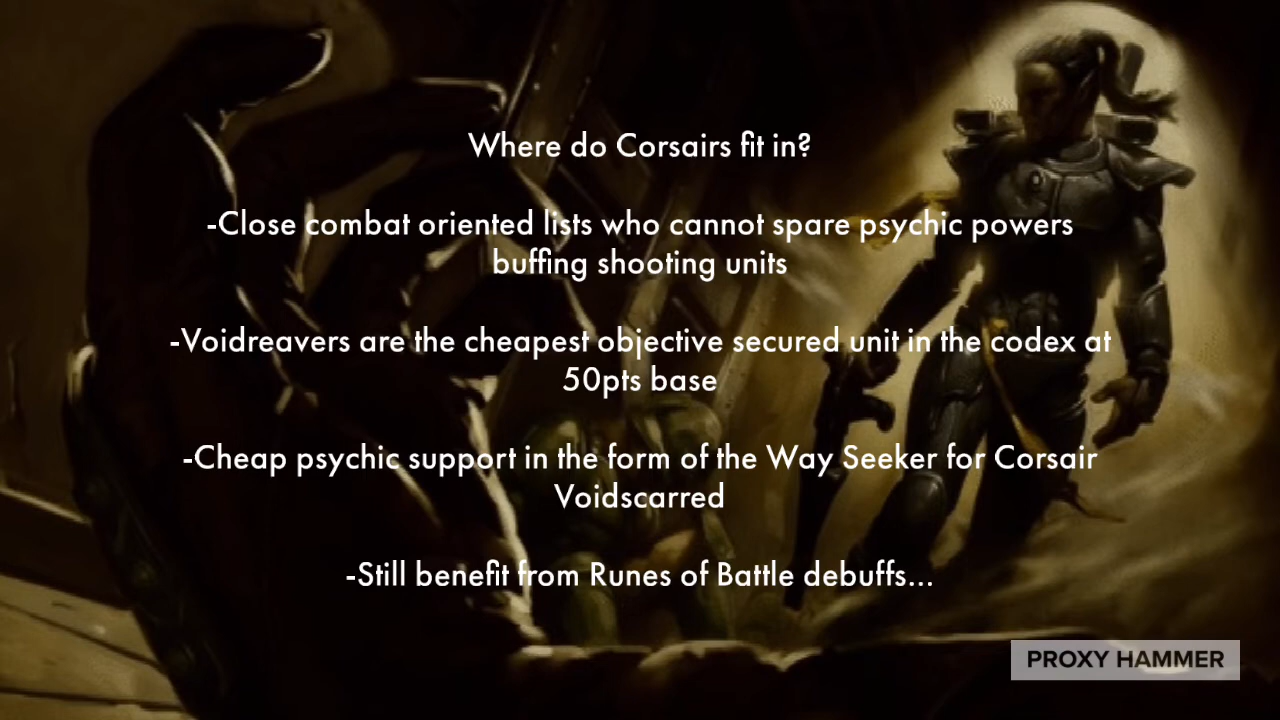 Where do Corsairs fit in?
-Close combat oriented lists who cannot spare psychic powers
buffing shooting units
-Voidreavers are the cheapest objective secured unit in the codex at
50pts base
-Cheap psychic support in the form of the Way Seeker for Corsair
Voidscarred
-Still benefit from Runes of Battle debuffs...
PROXY HAMMER